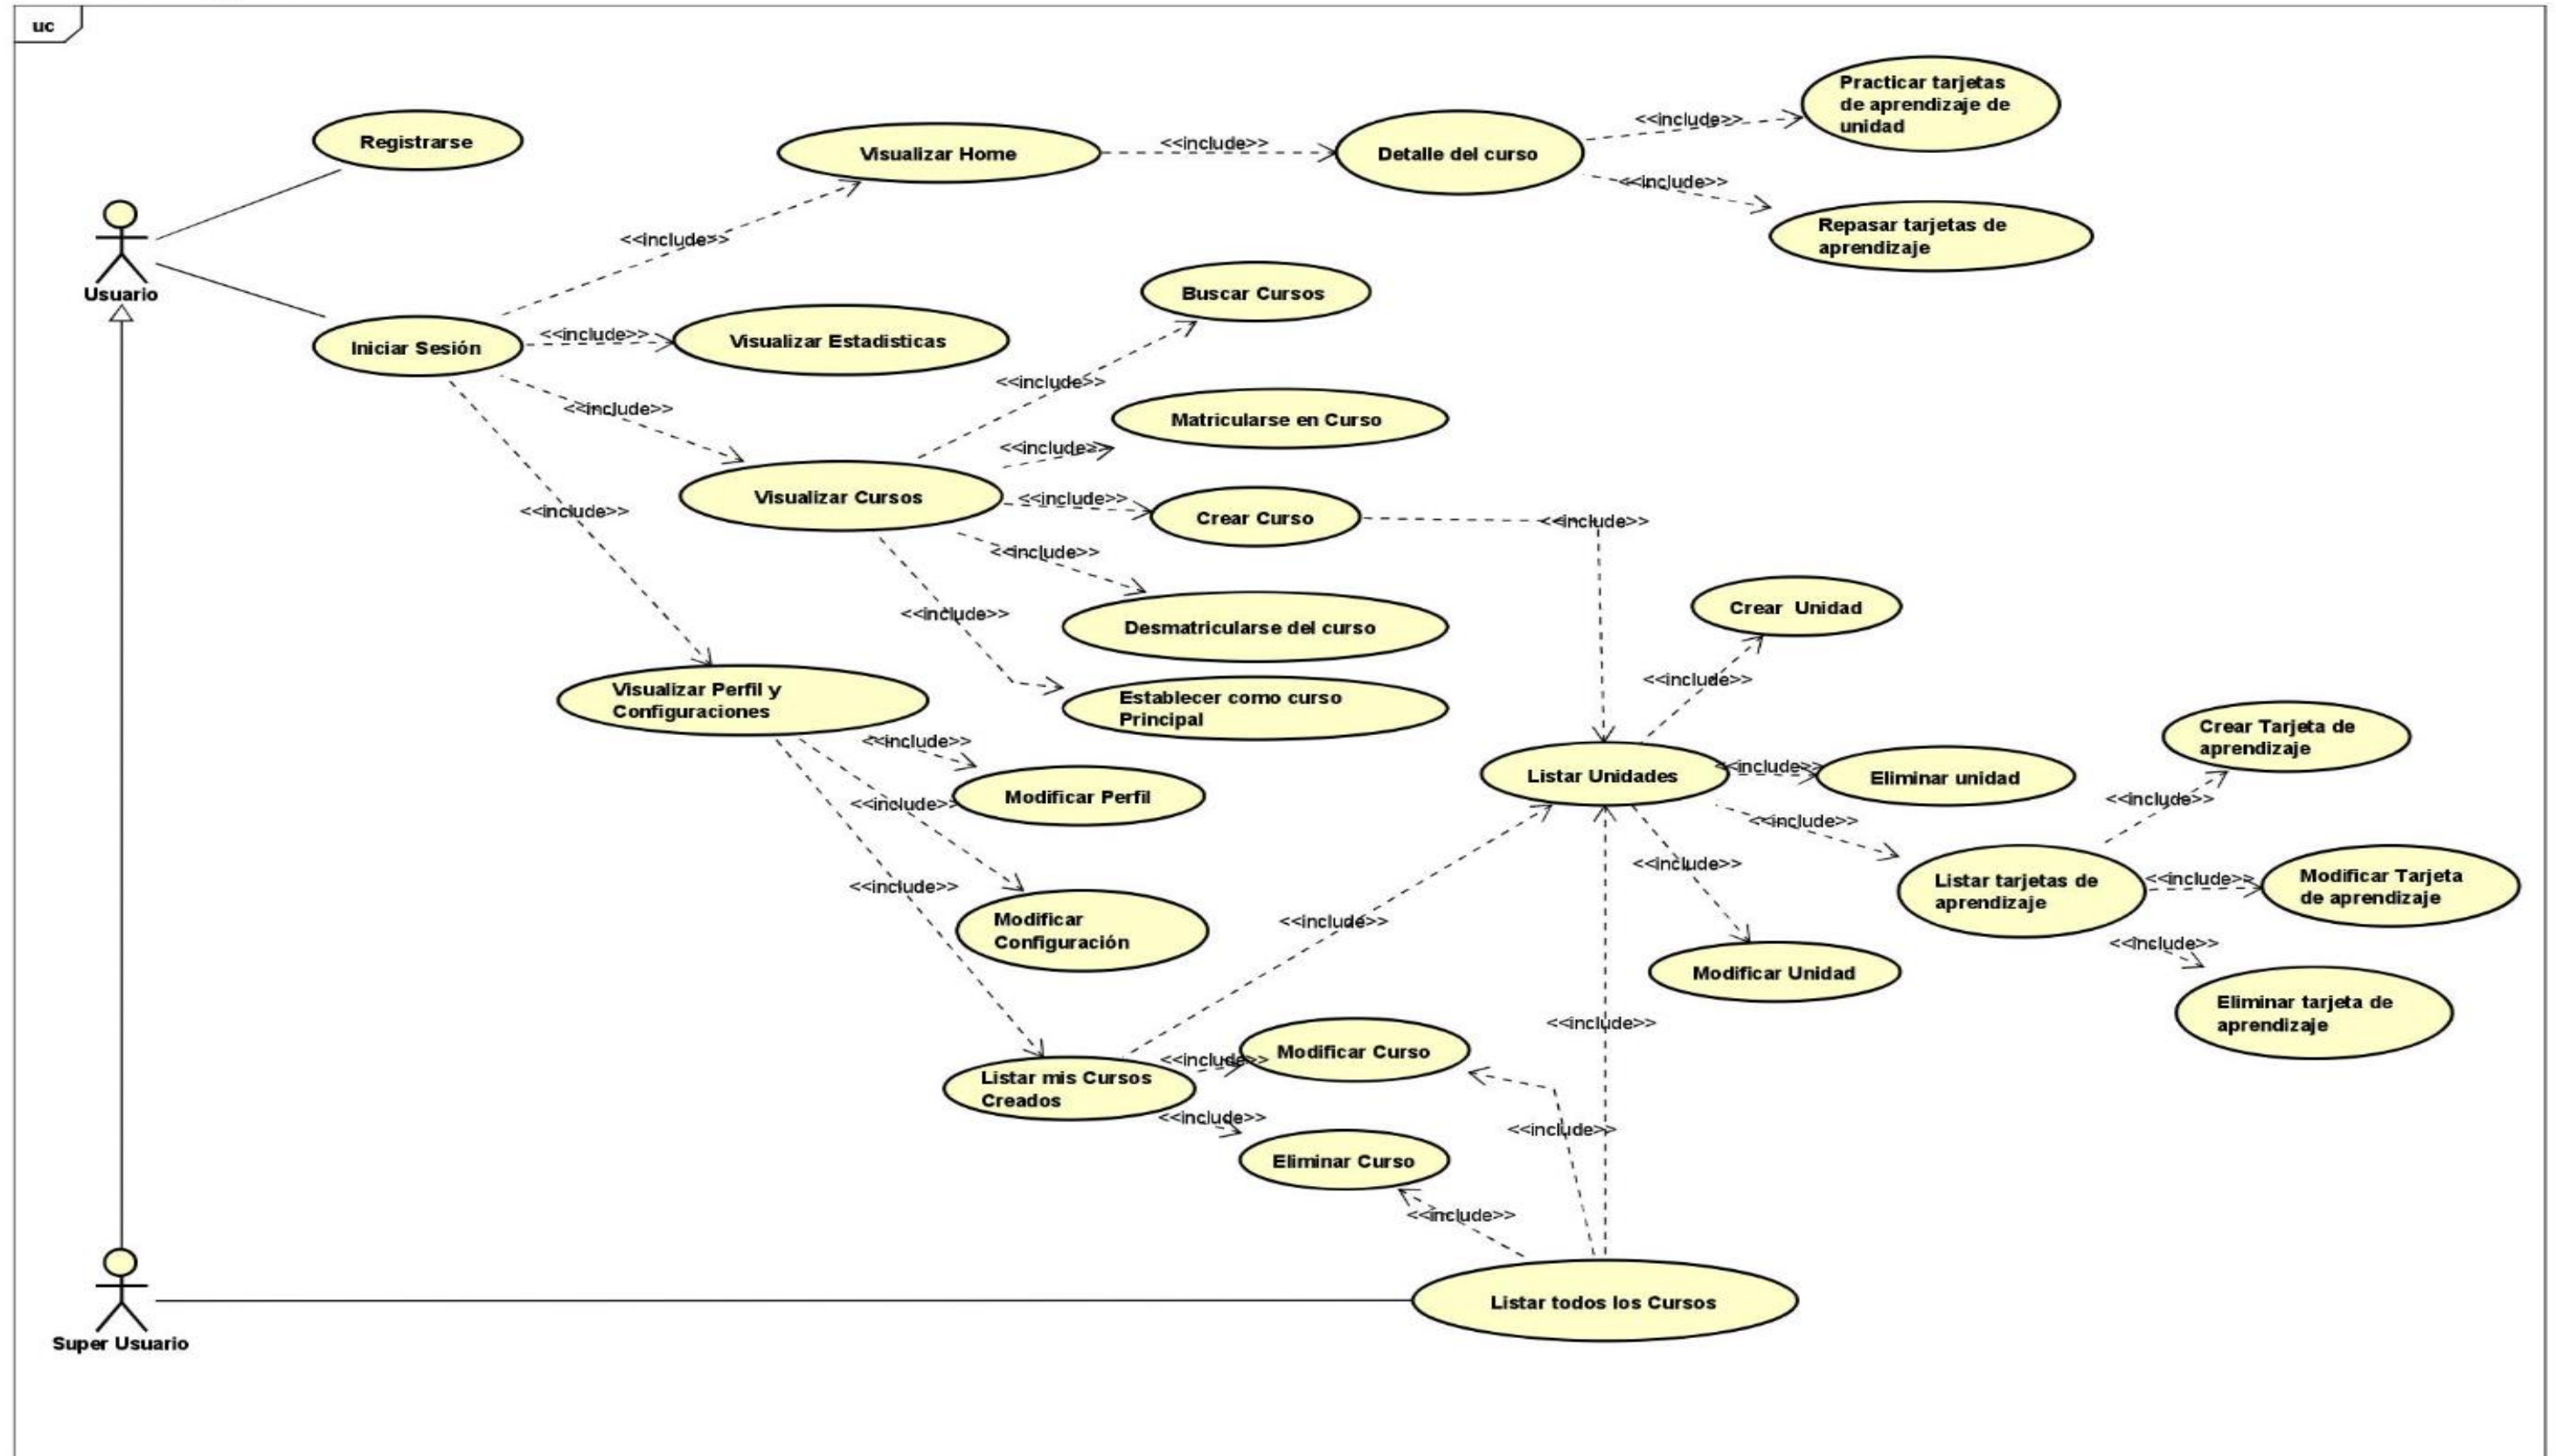 uc
Practicar tarjetas
de aprendizaje de
unidad
<<include>>
Registrarse
Visualizar Home
<<include>>
Detalle del curso
<<include>>
Repasar tarjetas de
aprendizaje
<<include>>
Usuario
Buscar Cursos
Iniciar Sesión
<<include>>
Visualizar Estadisticas
<<include>>
<<include>>
Matricularse en Curso
<<include>>
Visualizar Cursos
<<include>>
Crear Curso
<<include>>
<<include>>
<<include>>
Desmatricularse del curso
<<include>>
Crear  Unidad
Visualizar Perfil y
Configuraciones
Establecer como curso
Principal
<<include>>
Crear Tarjeta de
aprendizaje
<<include>>
Modificar Perfil
Listar Unidades
<<include>>
Eliminar unidad
<<include>>
<<include>>
<<include>>
<<include>>
<<include>>
Modificar
Configuración
<<include>>
Listar tarjetas de
aprendizaje
<<include>>
Modificar Tarjeta
de aprendizaje
<<include>>
Modificar Unidad
Eliminar tarjeta de
aprendizaje
<<include>>
Listar mis Cursos
Creados
<<include>>
Modificar Curso
<<include>>
<<include>>
Eliminar Curso
<<include>>
Super Usuario
Listar todos los Cursos